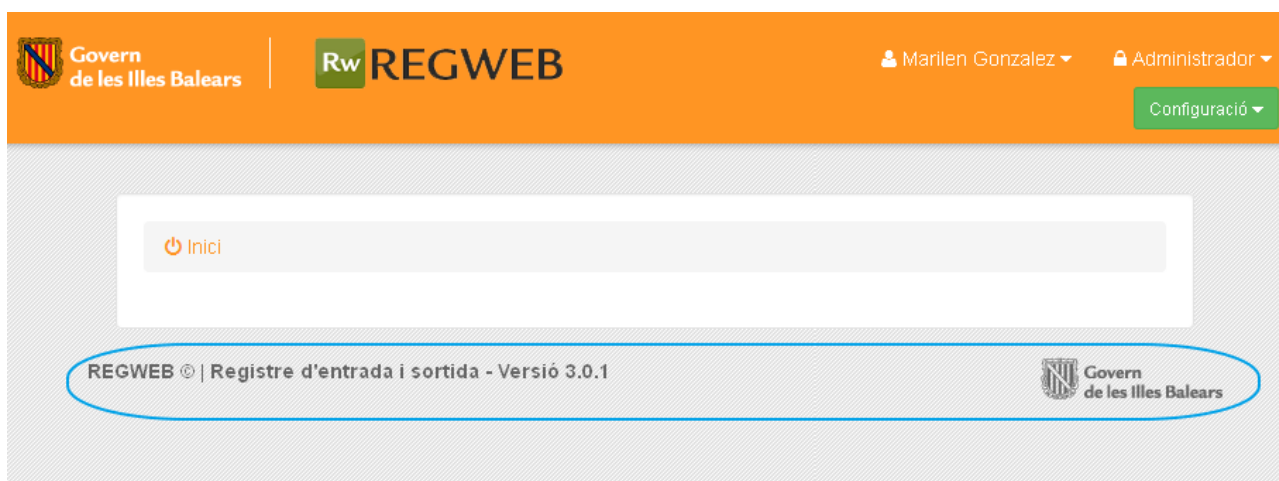 Govern
de les Illes Balears
Rw REGWEB
Marilen Gonzalez
Administrador
Configuració
Inici
REGWEB © | Registre d'entrada i sortida - Versió 3.0.1
Govern
de les Illes Balears